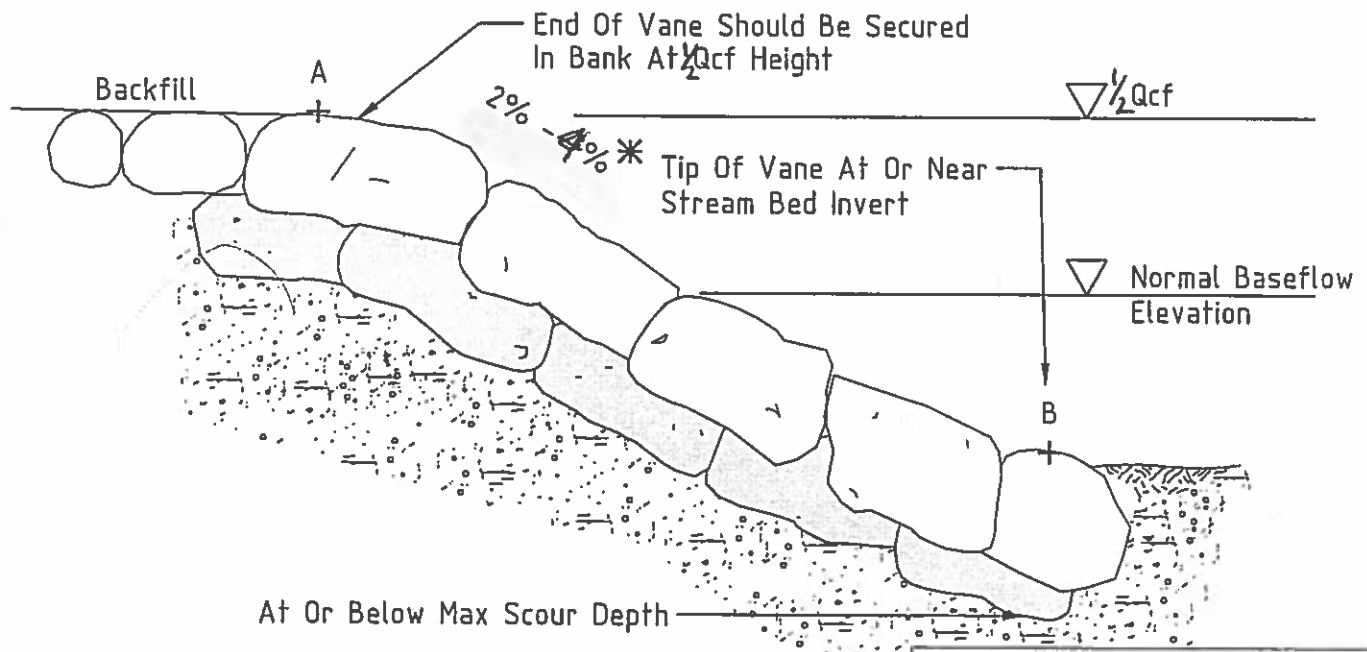 End Of Vane Should Be Secured
In Bank At ½Qcf Height
A
Backfill
½Qcf
2% - 4% *
Tip Of Vane At Or Near
Stream Bed Invert
Normal Baseflow
Elevation
B
At Or Below Max Scour Depth